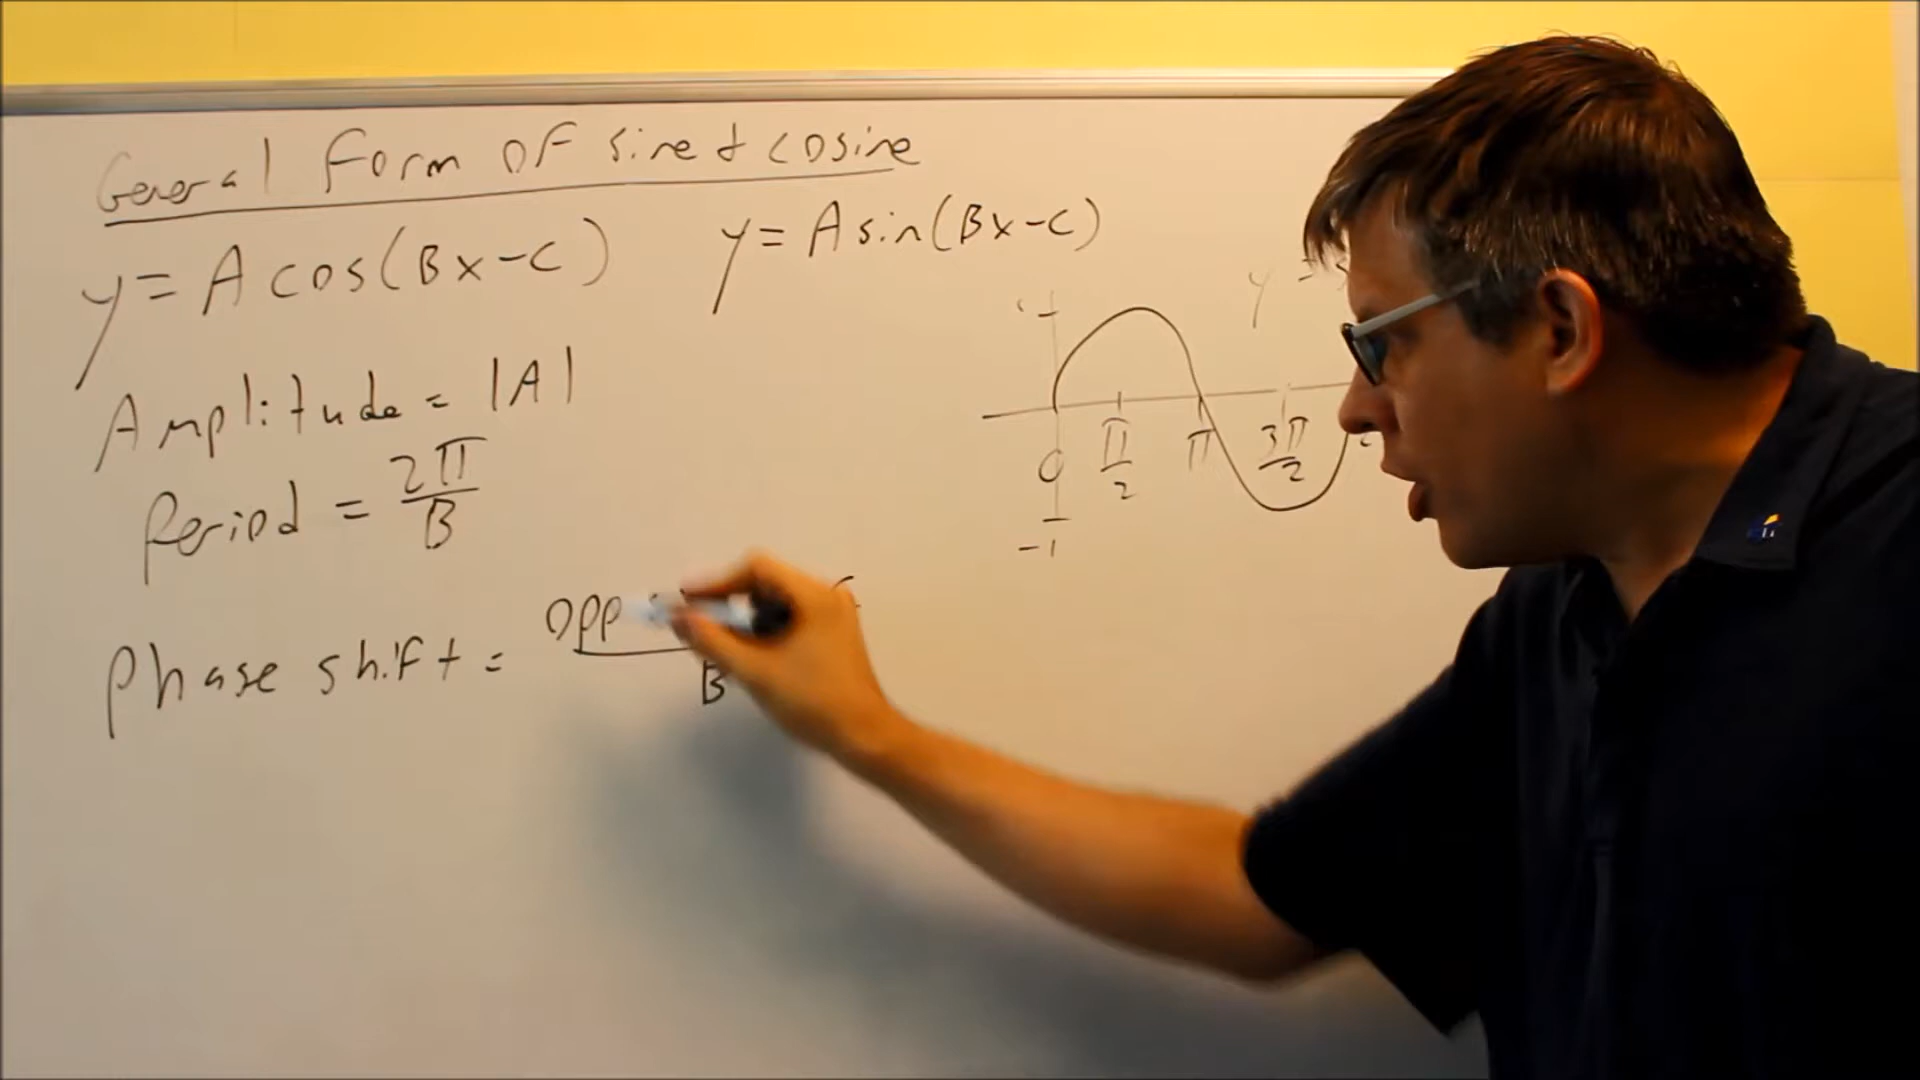 General Form OF sine + cosine
y = A cos(Bx-c)
y = A sin(Bx-c)
Amplitude = |A|
Period = 2π/B
Phase shift = opp /B
y =
π/2
π
3π/2
0
-1